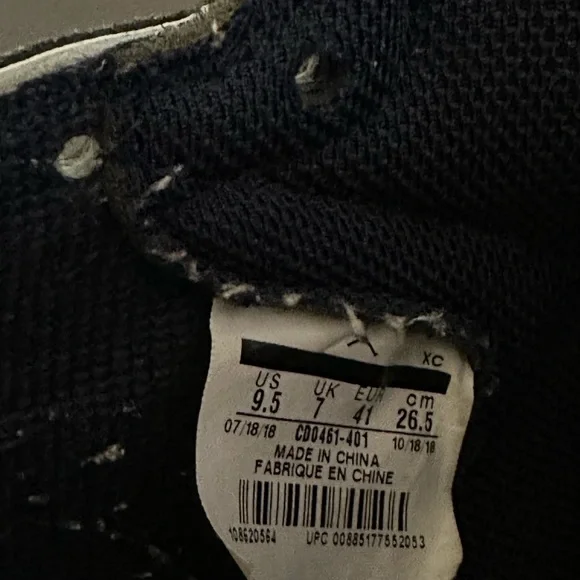 XC
US UK EUR cm
9.5 7 41 26.5
07/18/18 CD0461-401 10/18/18
MADE IN CHINA
FABRIQUE EN CHINE
108620564 UPC 00885177552053